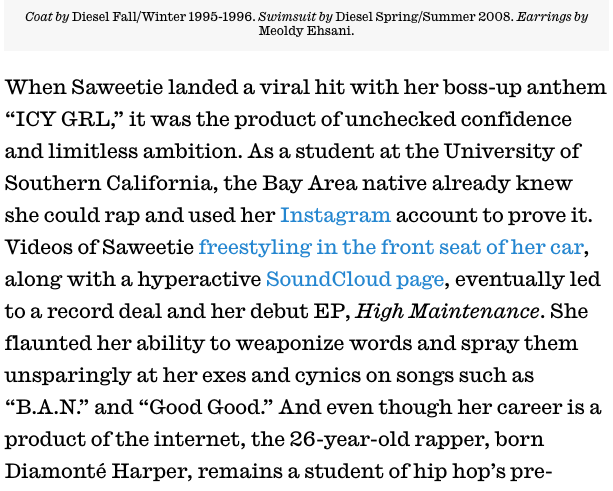 Coat by Diesel Fall/Winter 1995-1996. Swimsuit by Diesel Spring/Summer 2008. Earrings by
Meoldy Ehsani.
When Saweetie landed a viral hit with her boss-up anthem
“ICY GRL,” it was the product of unchecked confidence
and limitless ambition. As a student at the University of
Southern California, the Bay Area native already knew
she could rap and used her Instagram account to prove it.
Videos of Saweetie freestyling in the front seat of her car,
along with a hyperactive SoundCloud page, eventually led
to a record deal and her debut EP, High Maintenance. She
flaunted her ability to weaponize words and spray them
unsparingly at her exes and cynics on songs such as
“B.A.N.” and “Good Good.” And even though her career is a
product of the internet, the 26-year-old rapper, born
Diamonté Harper, remains a student of hip hop’s pre-